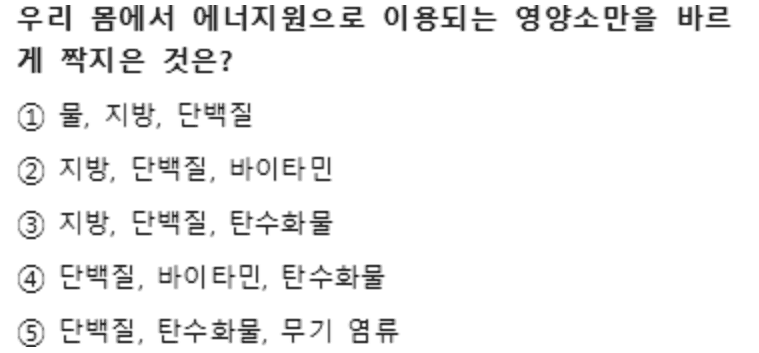 우리 몸에서 에너지원으로 이용되는 영양소만을 바르
게 짝지은 것은?
① 물, 지방, 단백질
② 지방, 단백질, 바이타민
③ 지방, 단백질, 탄수화물
④ 단백질, 바이타민, 탄수화물
⑤ 단백질, 탄수화물, 무기 염류